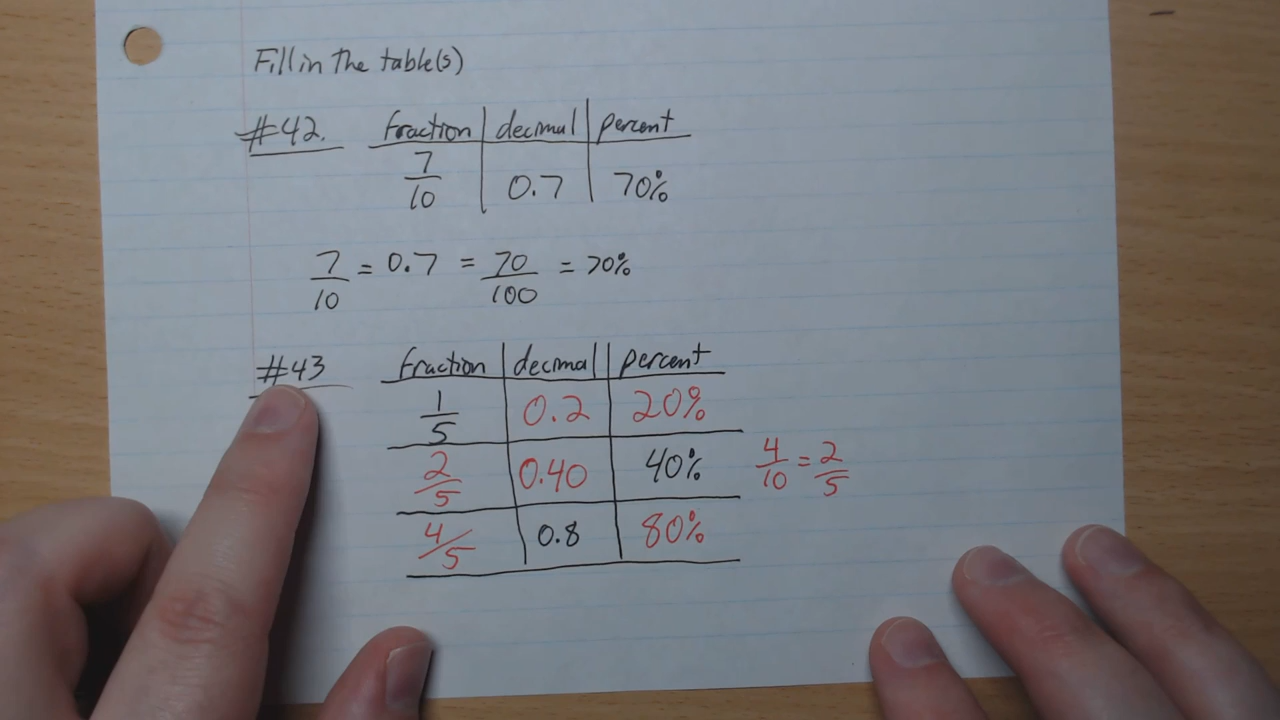 Fill in The table(s)
#42. fraction decimal percent
7/10 0.7 70%
7/10 = 0.7 = 70/100 = 70%
#43 fraction decimal percent
1/5 0.2 20%
2/5 0.40 40% 4/10 = 2/5
4/5 0.8 80%